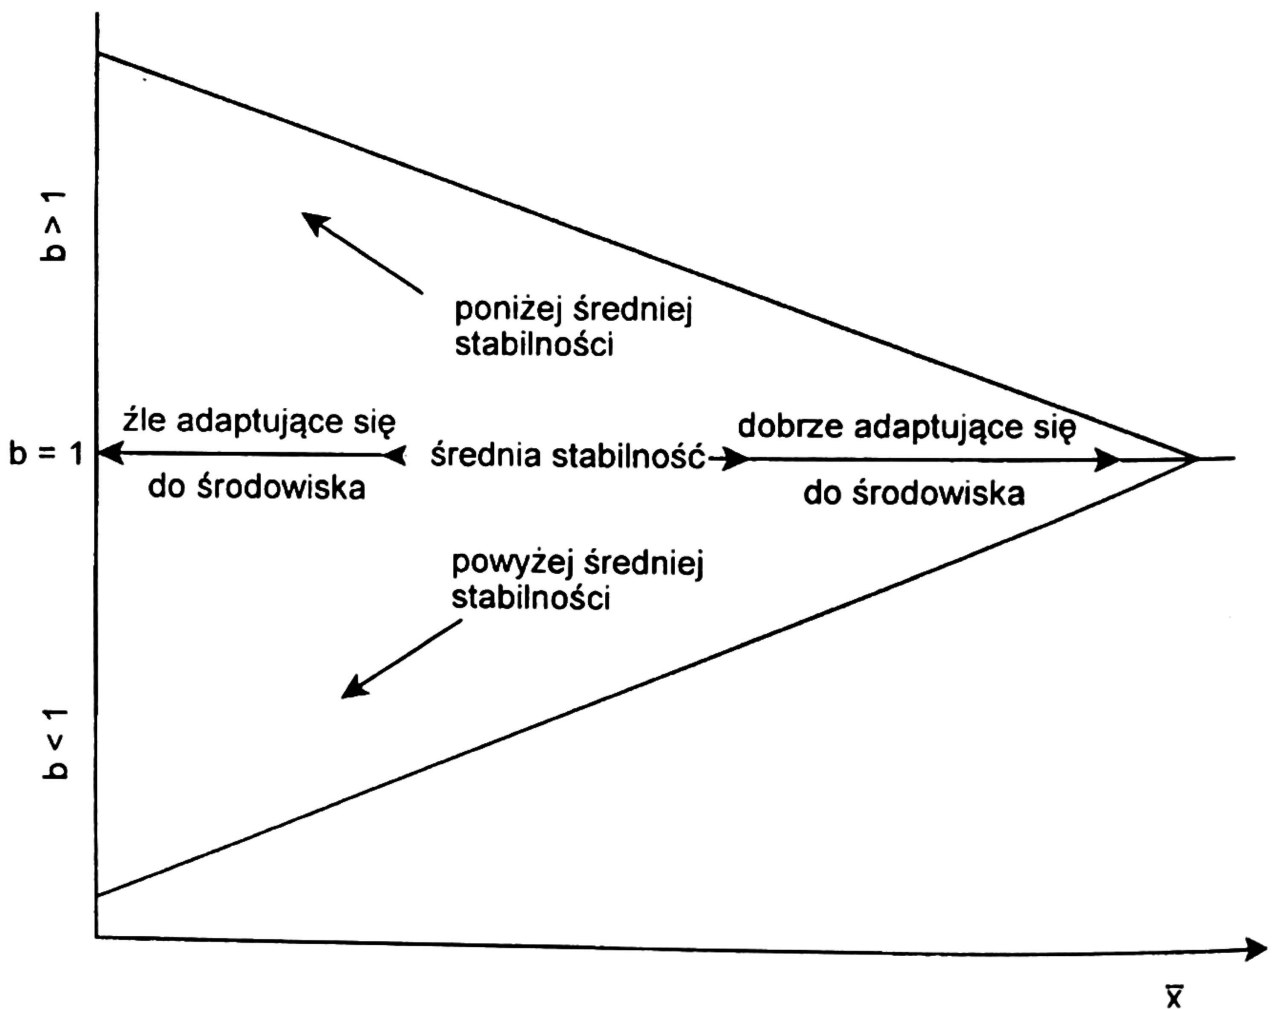 b > 1
poniżej średniej
stabilności
źle adaptujące się
dobrze adaptujące się
b = 1
średnia stabilność
do środowiska
do środowiska
powyżej średniej
stabilności
b < 1
x̄